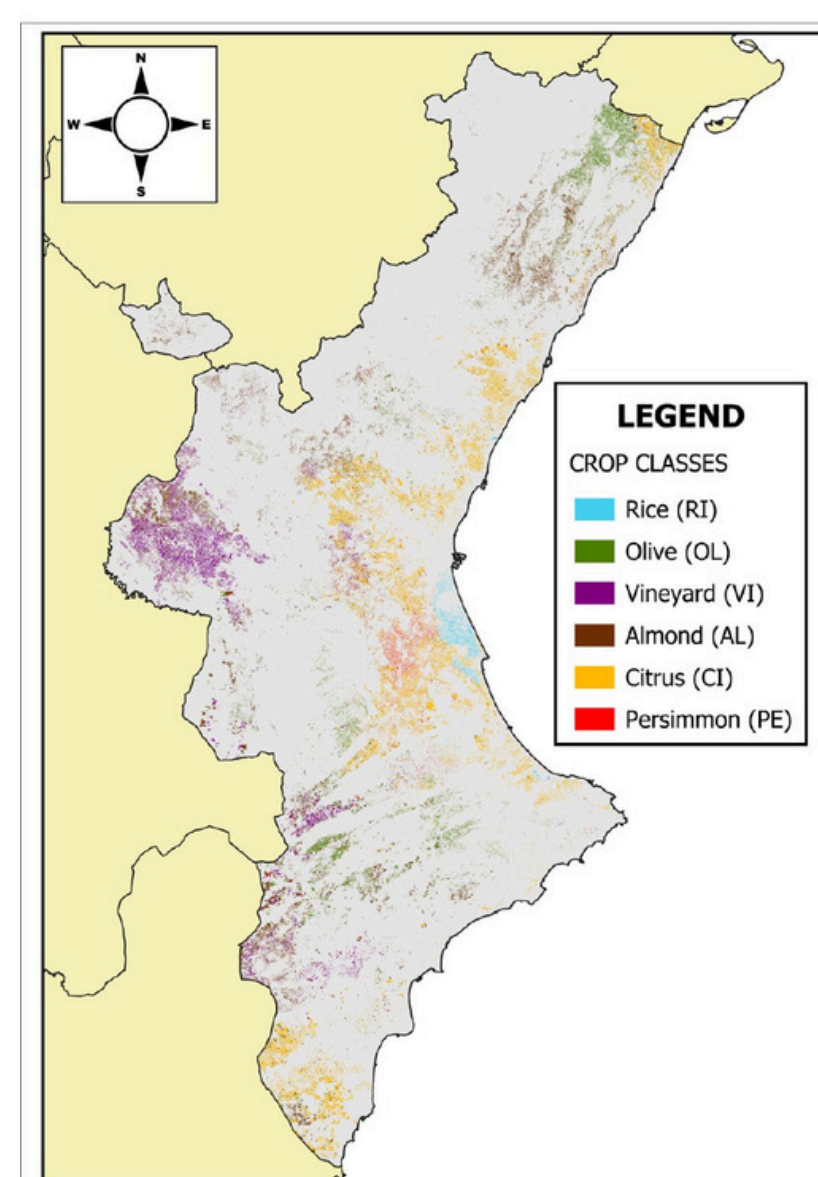 N
W E
S
LEGEND
CROP CLASSES
Rice (RI)
Olive (OL)
Vineyard (VI)
Almond (AL)
Citrus (CI)
Persimmon (PE)